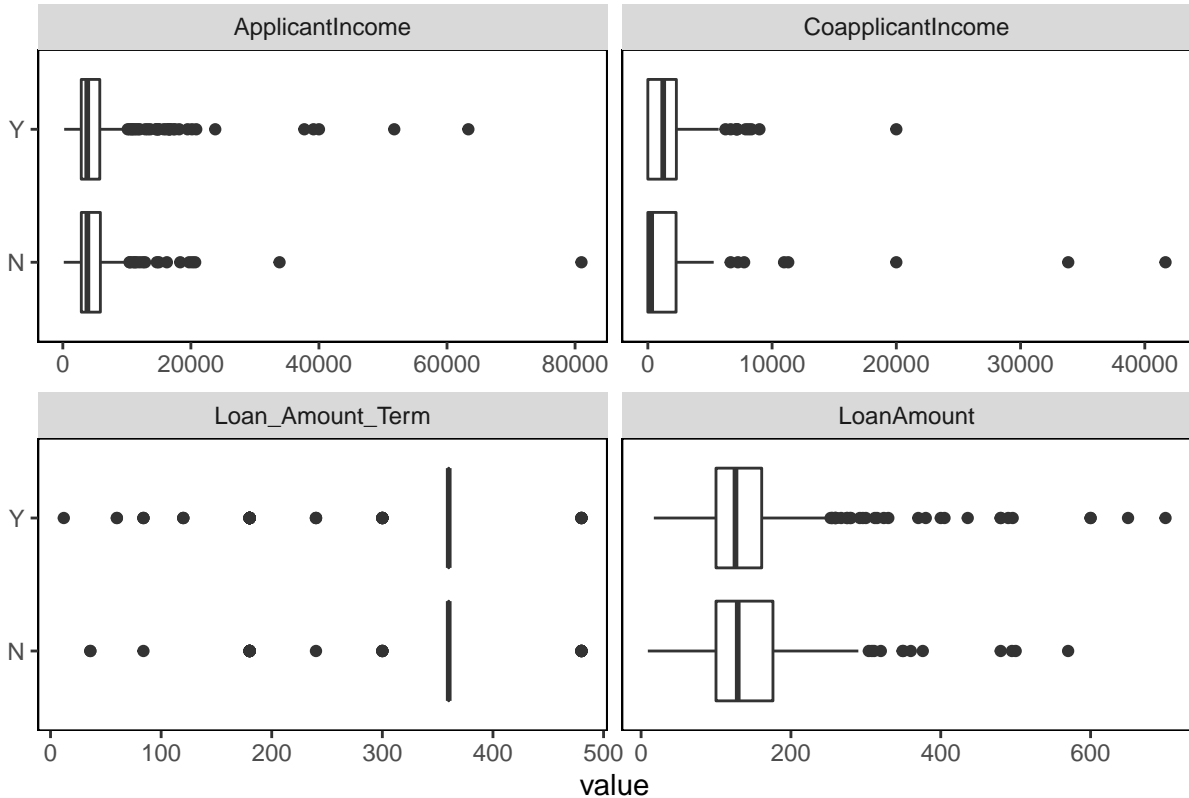 ApplicantIncome CoapplicantIncome
Y
N
0 20000 40000 60000 80000 0 10000 20000 30000 40000
Loan_Amount_Term LoanAmount
Y
N
0 100 200 300 400 500 0 200 400 600
value